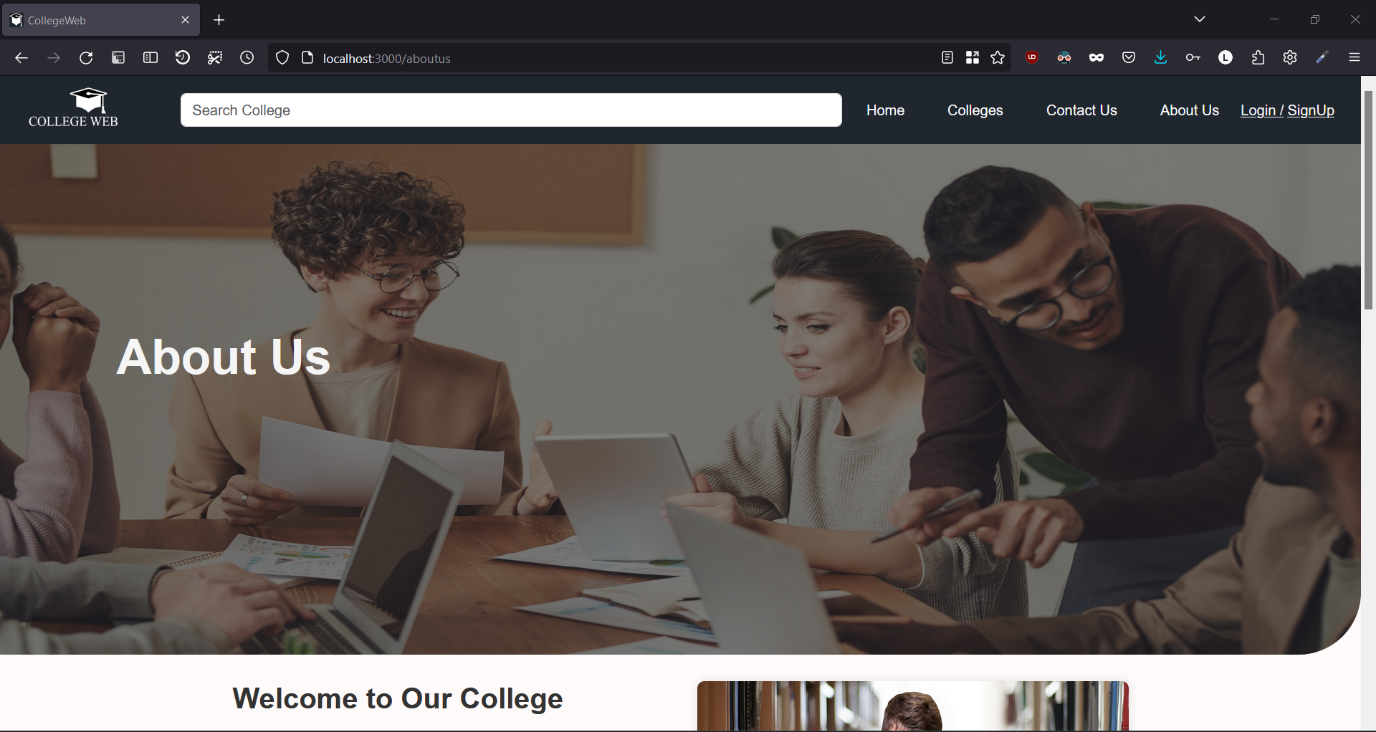 CollegeWeb
localhost:3000/aboutus
COLLEGE WEB
Search College
Home
Colleges
Contact Us
About Us
Login / SignUp
About Us
Welcome to Our College